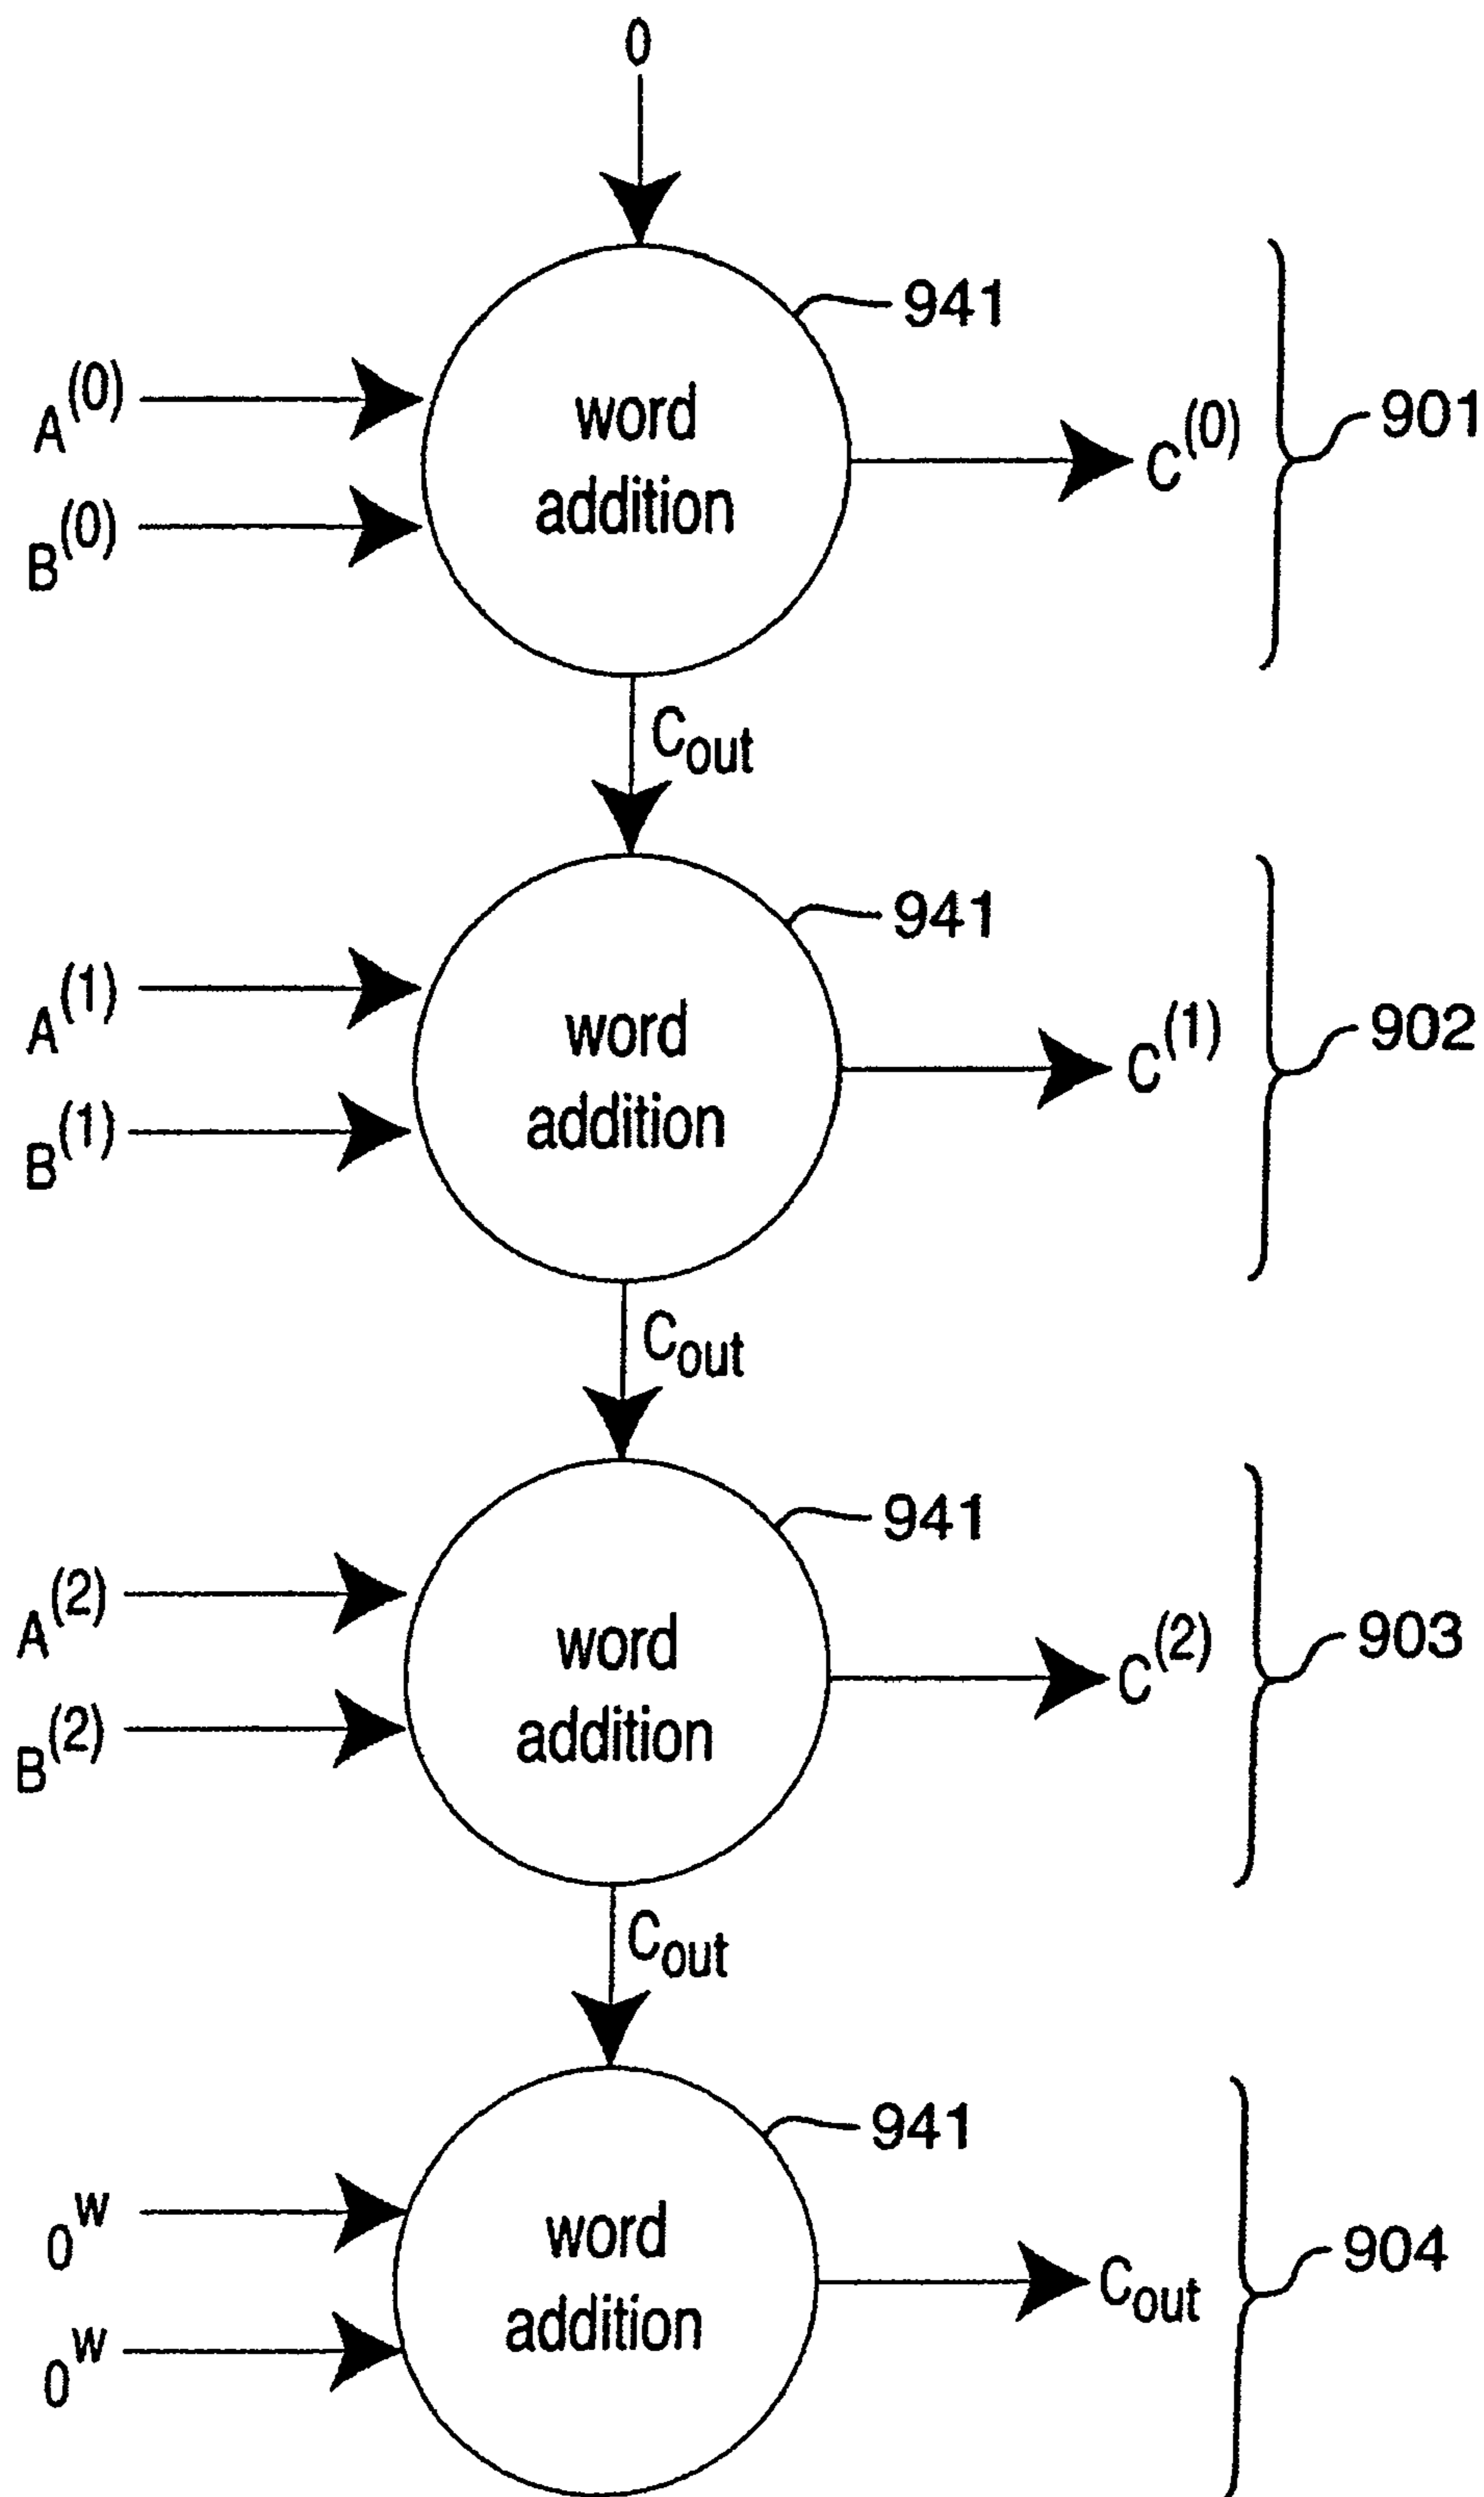 0
941
A(0)
word
addition
B(0)
C(0)
901
Cout
941
A(1)
word
addition
B(1)
C(1)
902
Cout
941
A(2)
word
addition
B(2)
C(2)
903
Cout
941
0W
word
addition
0W
Cout
904